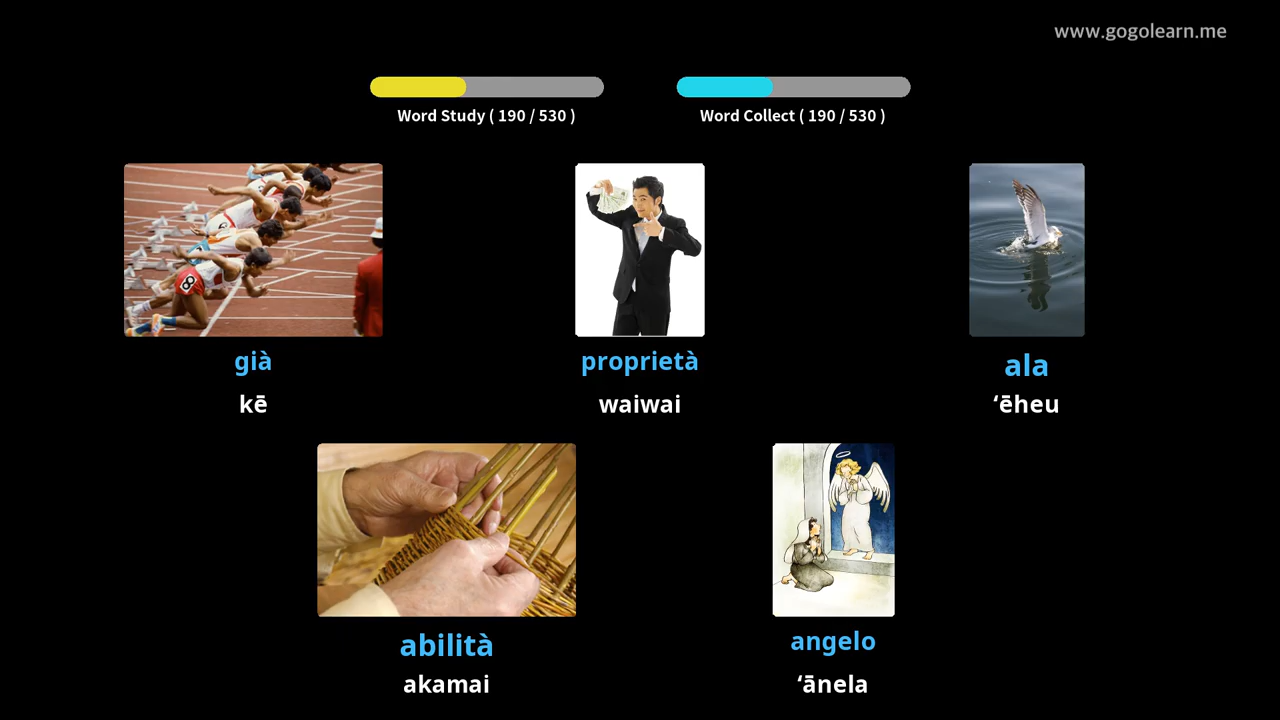 www.gogolearn.me
Word Study ( 190 / 530 )
Word Collect ( 190 / 530 )
già
proprietà
ala
kē
waiwai
ʻēheu
abilità
angelo
akamai
ʻānela